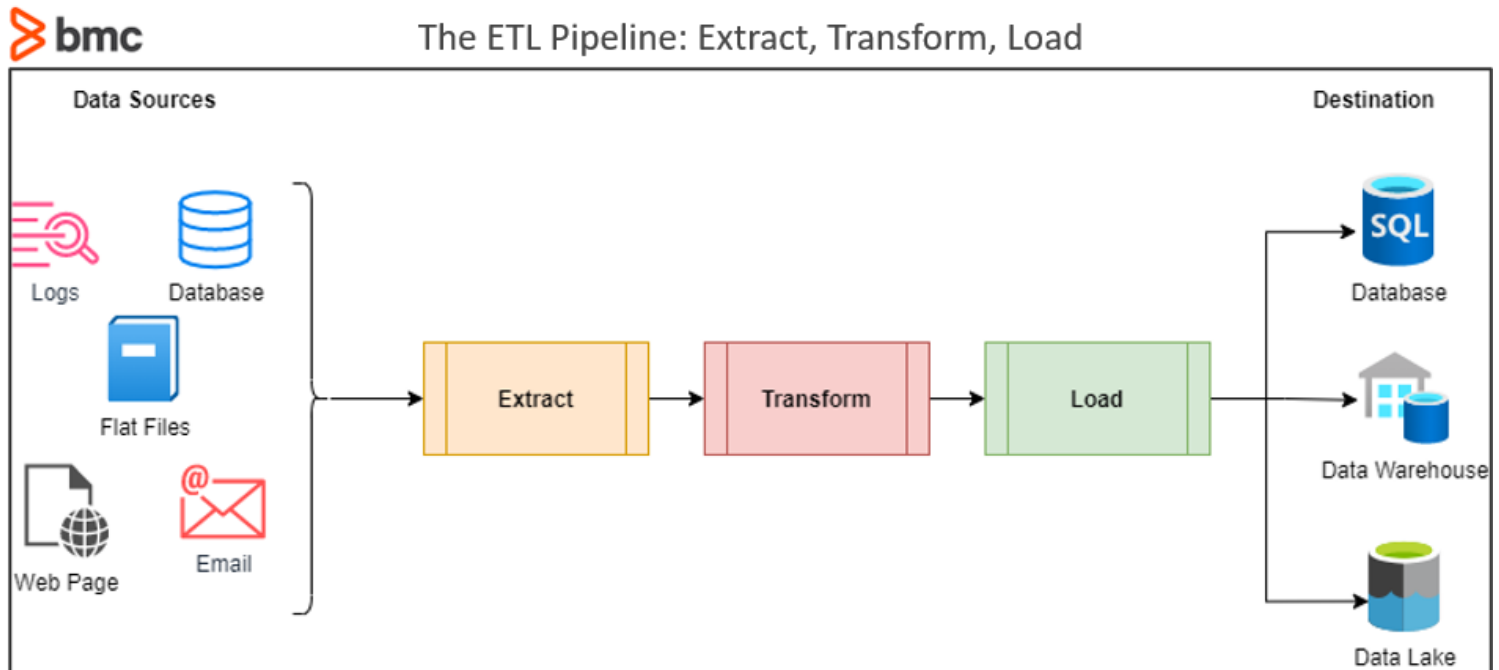 bmc
The ETL Pipeline: Extract, Transform, Load
Data Sources
Destination
Logs
Database
Flat Files
Web Page
@
Email
Extract
Transform
Load
SQL
Database
Data Warehouse
Data Lake